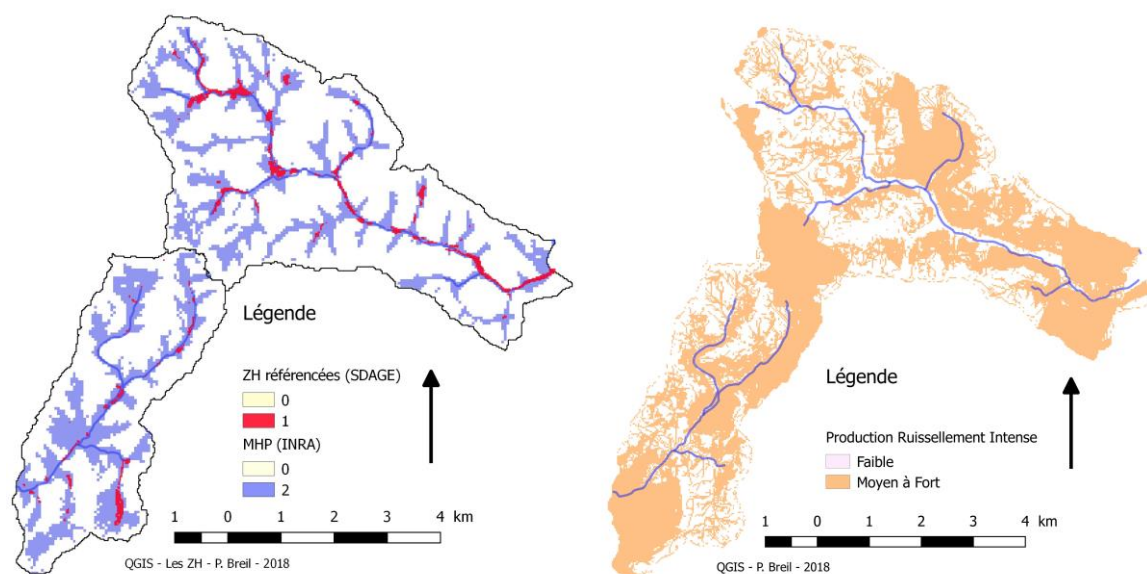 Légende
ZH référencées (SDAGE)
0
1
MHP (INRA)
0
2
1 0 1 2 3 4 km
QGIS - Les ZH - P. Breil - 2018
Légende
Production Ruissellement Intense
Faible
Moyen à Fort
1 0 1 2 3 4 km
QGIS - P. Breil - 2018